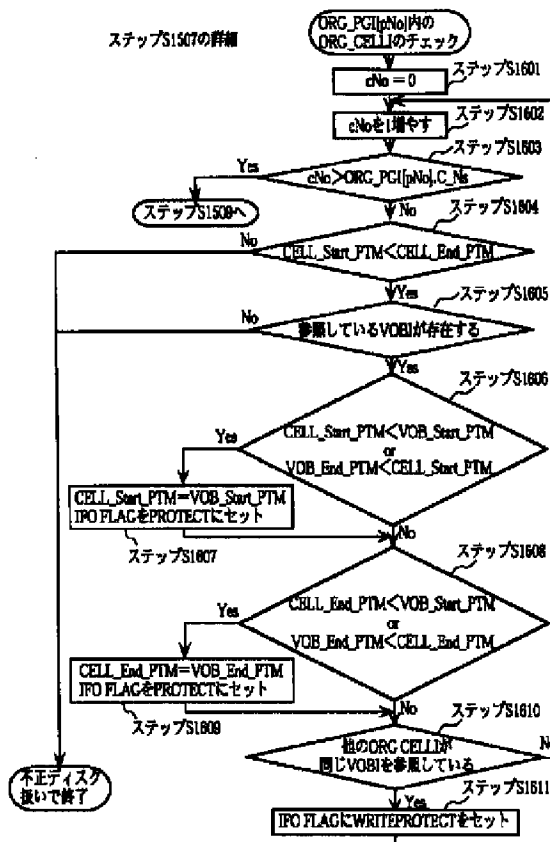 ステップS1507の詳細
ORG_PGI[pNo]内の
ORG_CELLIのチェック
ステップS1601
cNo = 0
ステップS1602
cNoを1増やす
ステップS1603
Yes
cNo>ORG_PGI[pNo].C_Ns
ステップS1509へ
No
ステップS1604
No
CELL_Start_PTM<CELL_End_PTM
Yes
ステップS1605
No
参照しているVOBIが存在する
Yes
ステップS1606
Yes
CELL_Start_PTM<VOB_Start_PTM
or
VOB_End_PTM<CELL_Start_PTM
CELL_Start_PTM=VOB_Start_PTM
IFO FLAGをPROTECTにセット
ステップS1607
No
ステップS1608
Yes
CELL_End_PTM<VOB_Start_PTM
or
VOB_End_PTM<CELL_End_PTM
CELL_End_PTM=VOB_End_PTM
IFO FLAGをPROTECTにセット
ステップS1609
No
ステップS1610
他のORG CELLIが
同じVOBIを参照している
No
不正ディスク
扱いで終了
Yes
ステップS1611
IFO FLAGにWRITEPROTECTをセット